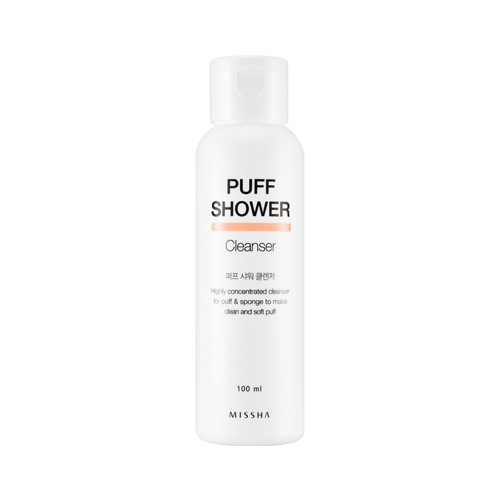 PUFF
SHOWER
Cleanser
퍼프 샤워 클렌저
Highly concentrated cleanser
for puff & sponge to make
clean and soft puff
100 ml
MISSHA